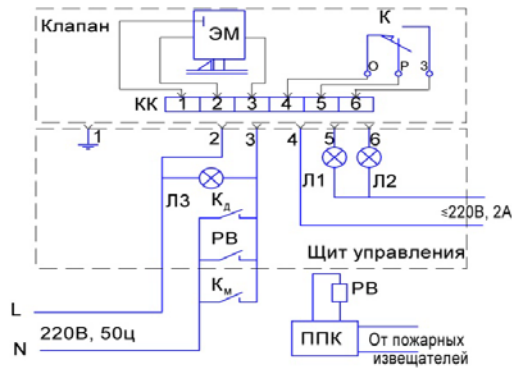 Клапан
ЭМ
К
О Р З
КК 1 2 3 4 5 6
1 2 3 4 5 6
Л3 Л1 Л2
Кд
РВ
Км
≤220В, 2А
Щит управления
L
220В, 50ц
N
РВ
ППК
От пожарных
извещателей